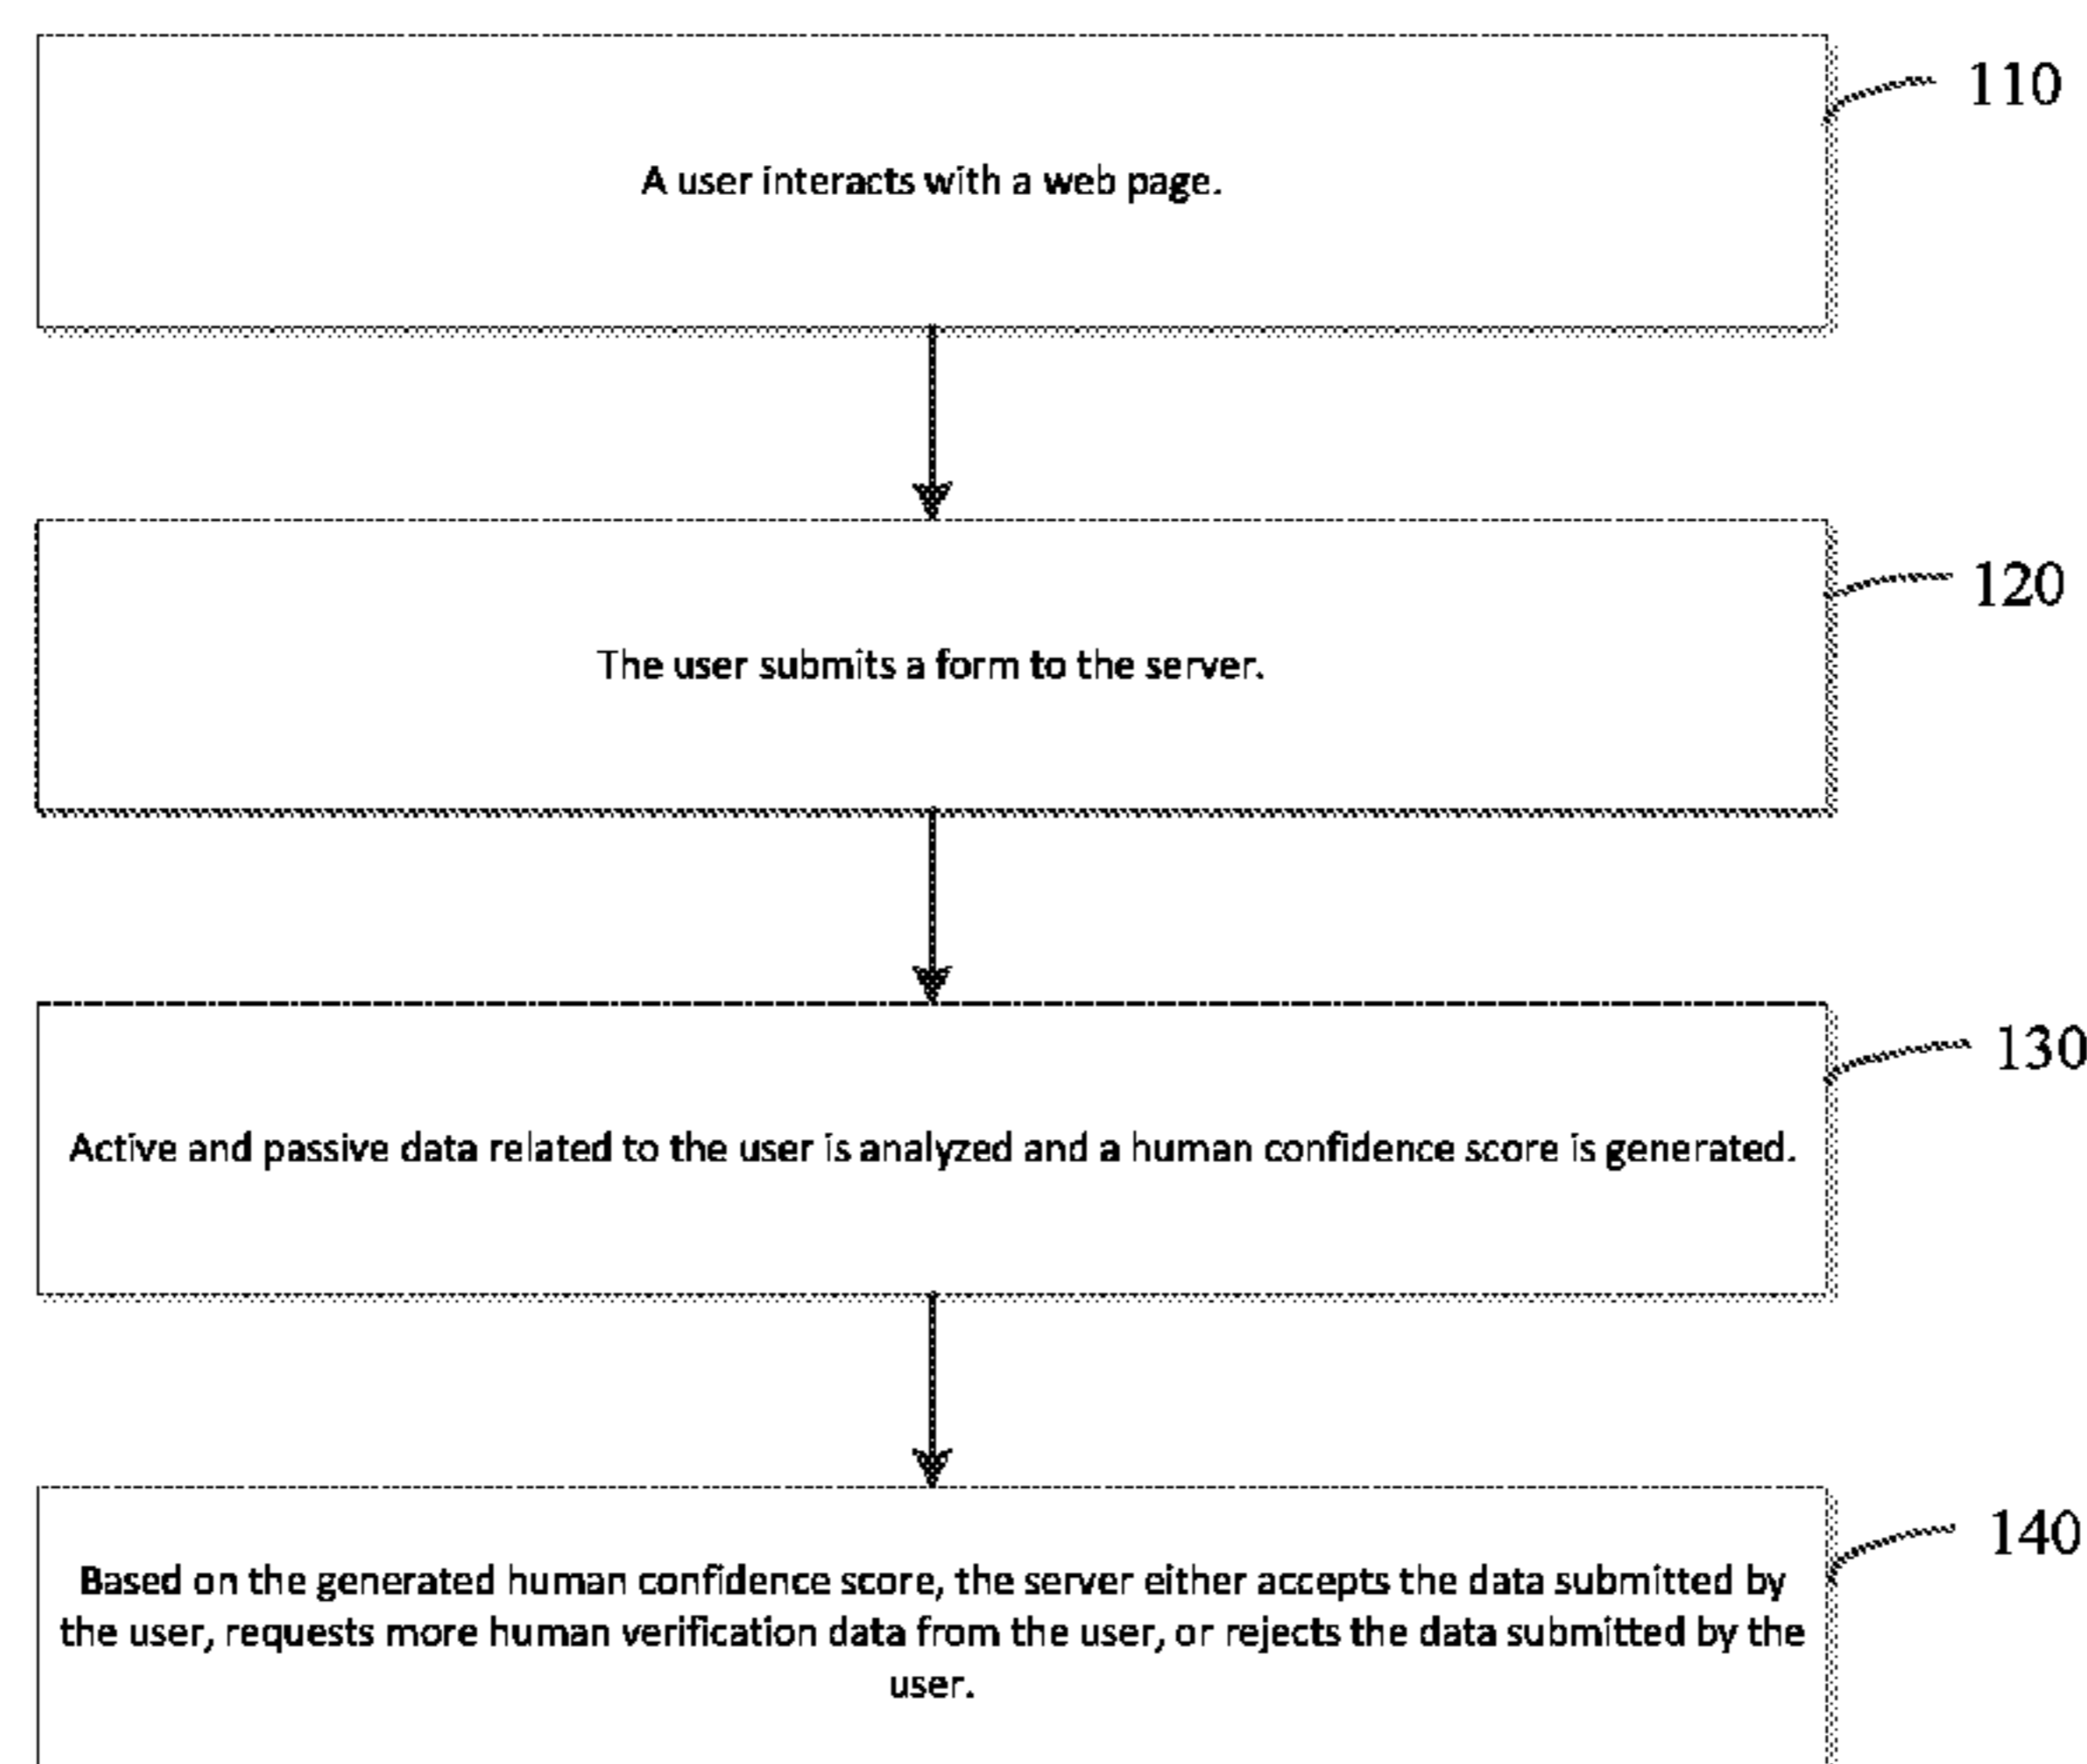 110
A user interacts with a web page.
120
The user submits a form to the server.
130
Active and passive data related to the user is analyzed and a human confidence score is generated.
140
Based on the generated human confidence score, the server either accepts the data submitted by
the user, requests more human verification data from the user, or rejects the data submitted by the
user.